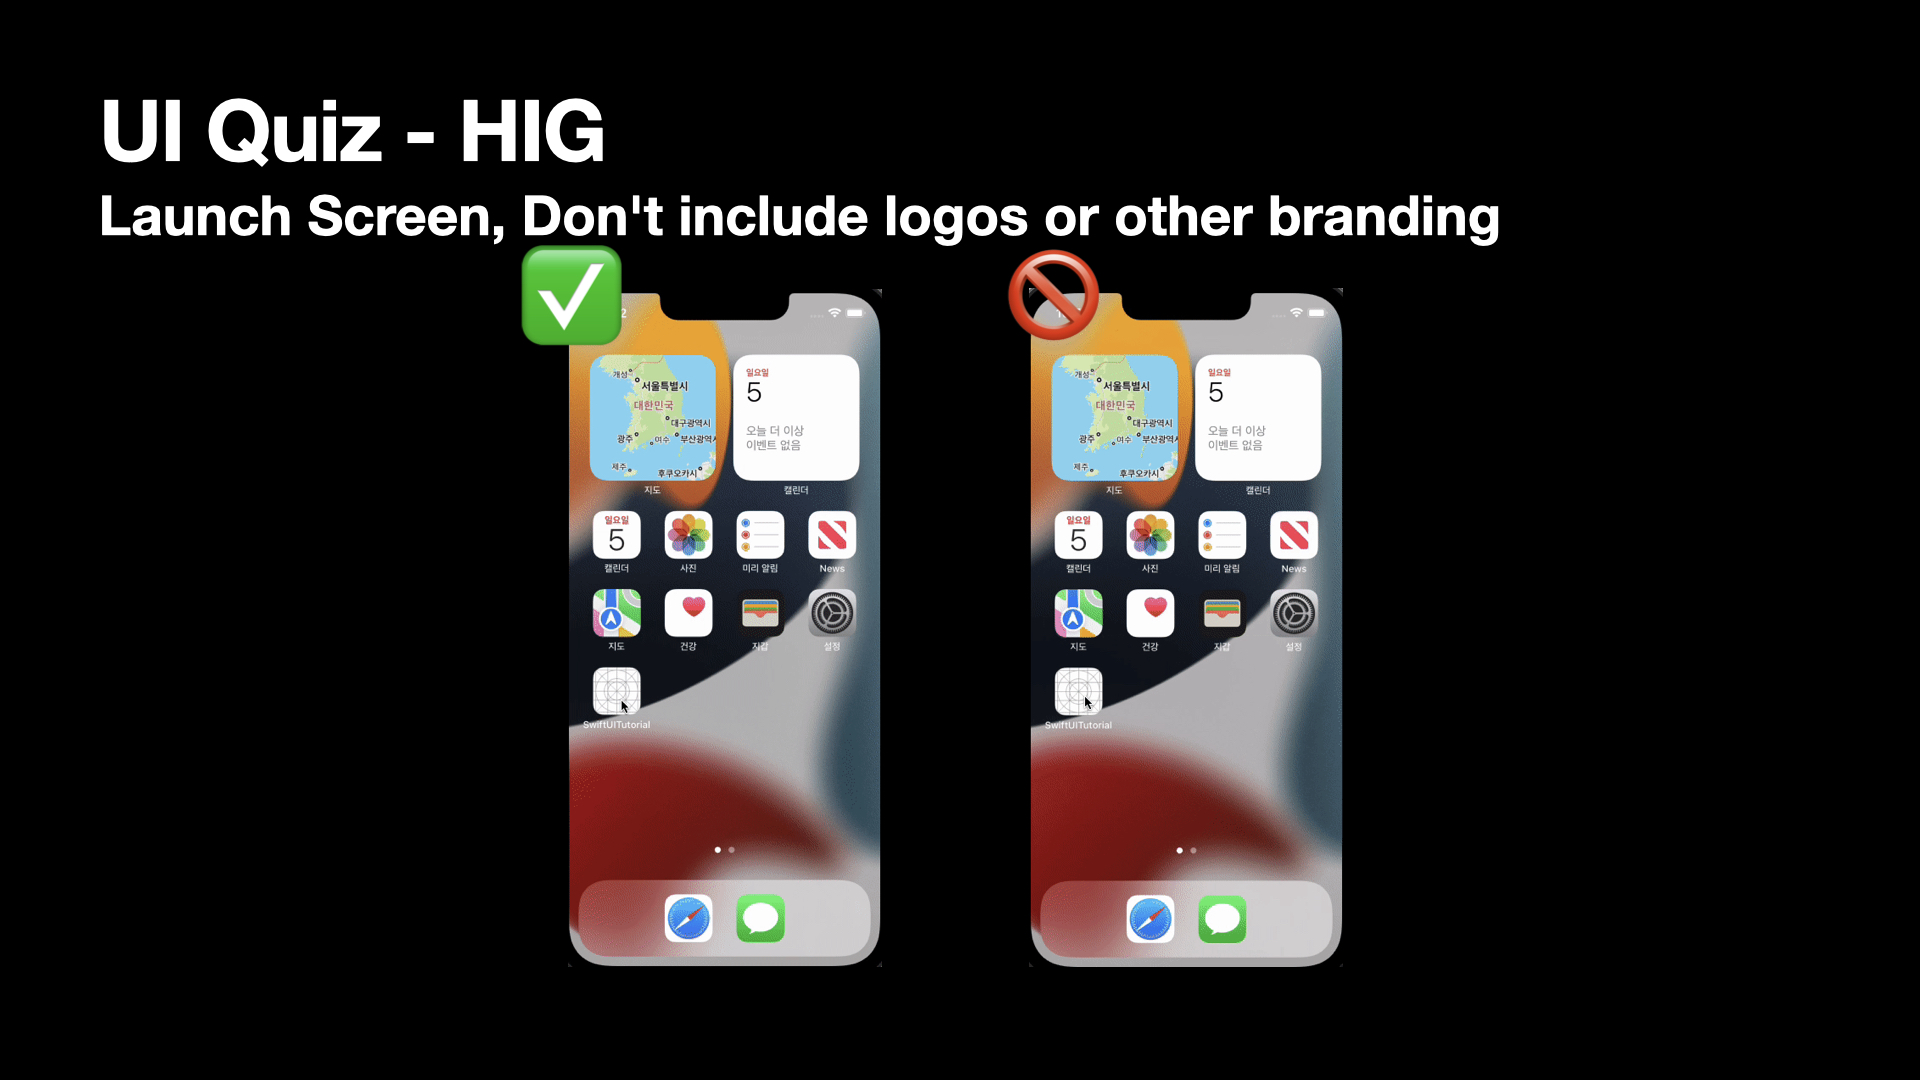 UI Quiz - HIG
Launch Screen, Don't include logos or other branding
2
개성
서울특별시
대한민국
대구광역시
광주
여수
부산광역시
제주
후쿠오카시
지도
일요일
5
오늘 더 이상
이벤트 없음
캘린더
일요일
5
캘린더
사진
미리 알림
News
지도
건강
지갑
설정
SwiftUITutorial
개성
서울특별시
대한민국
대구광역시
광주
여수
부산광역시
제주
후쿠오카시
지도
일요일
5
오늘 더 이상
이벤트 없음
캘린더
일요일
5
캘린더
사진
미리 알림
News
지도
건강
지갑
설정
SwiftUITutorial